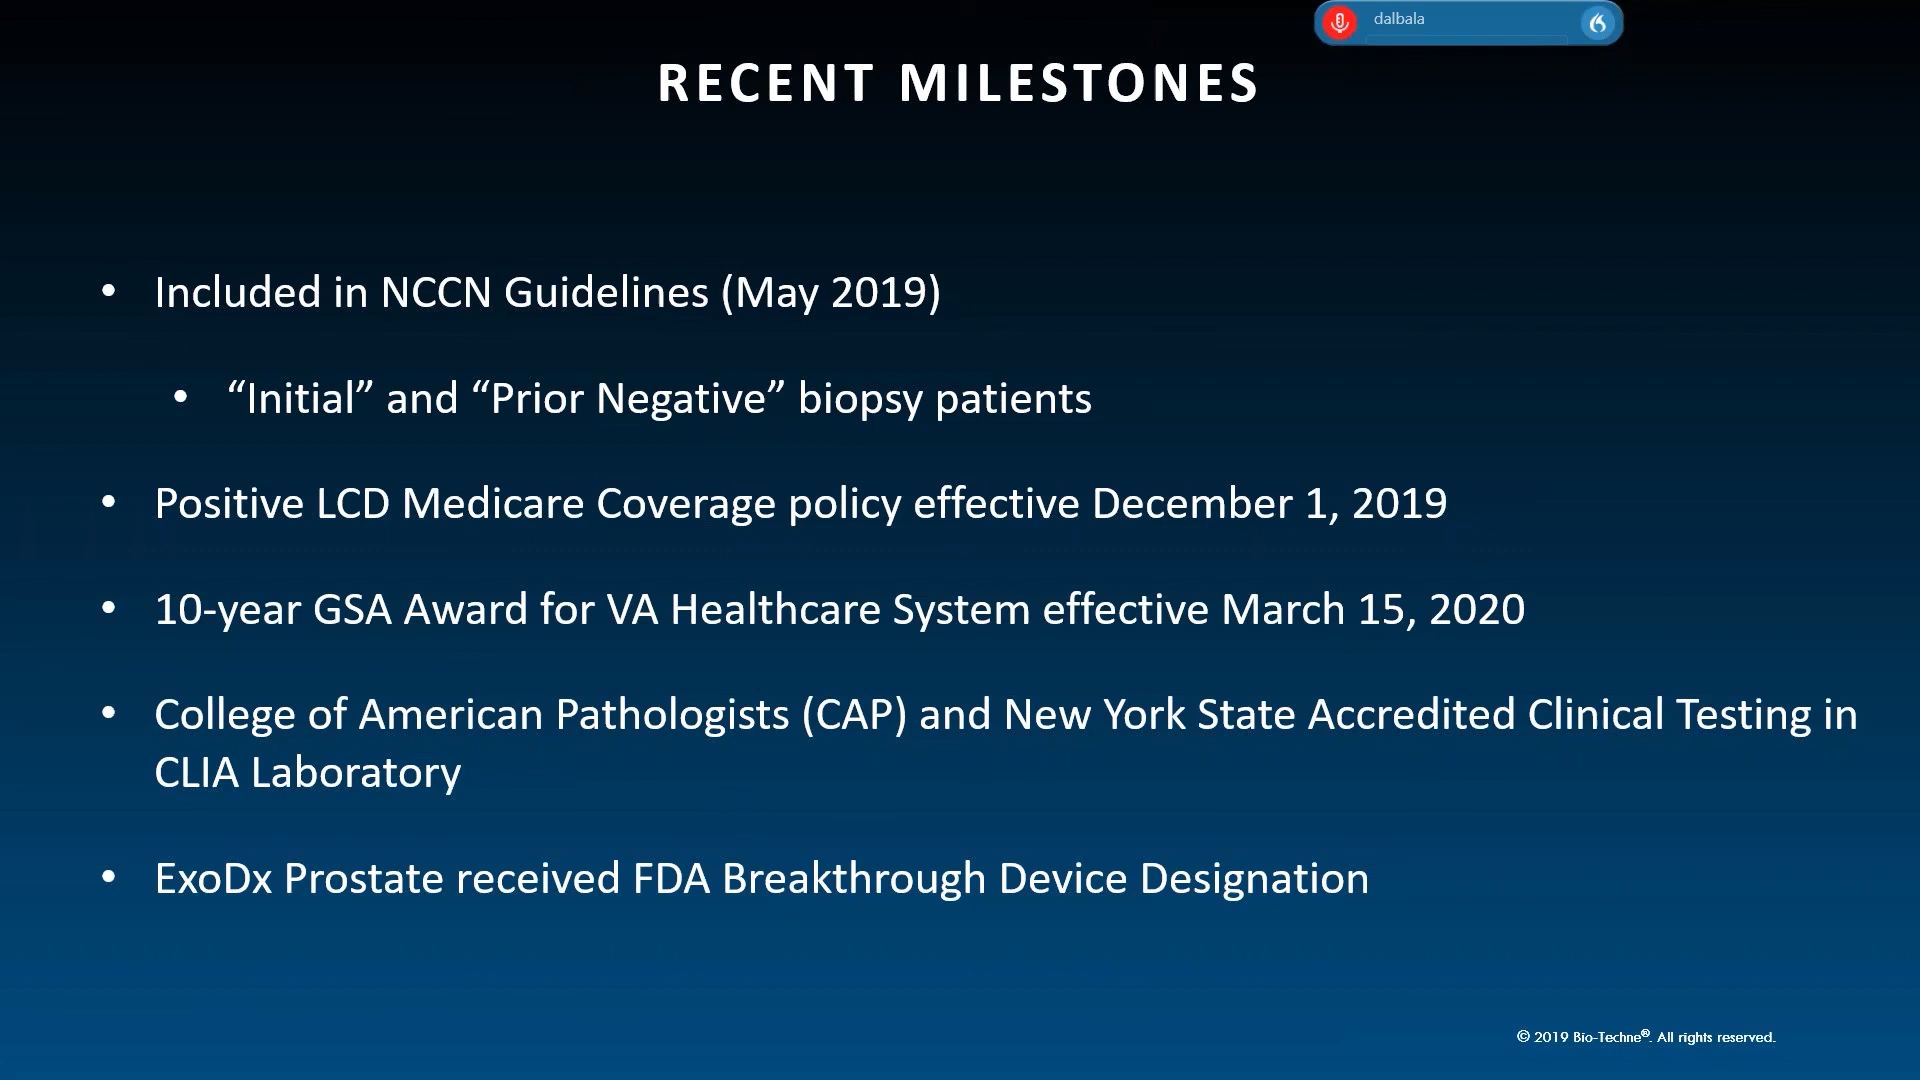 dalbala
RECENT MILESTONES
• Included in NCCN Guidelines (May 2019)
• “Initial” and “Prior Negative” biopsy patients
• Positive LCD Medicare Coverage policy effective December 1, 2019
• 10-year GSA Award for VA Healthcare System effective March 15, 2020
• College of American Pathologists (CAP) and New York State Accredited Clinical Testing in
CLIA Laboratory
• ExoDx Prostate received FDA Breakthrough Device Designation
© 2019 Bio-Techne®. All rights reserved.